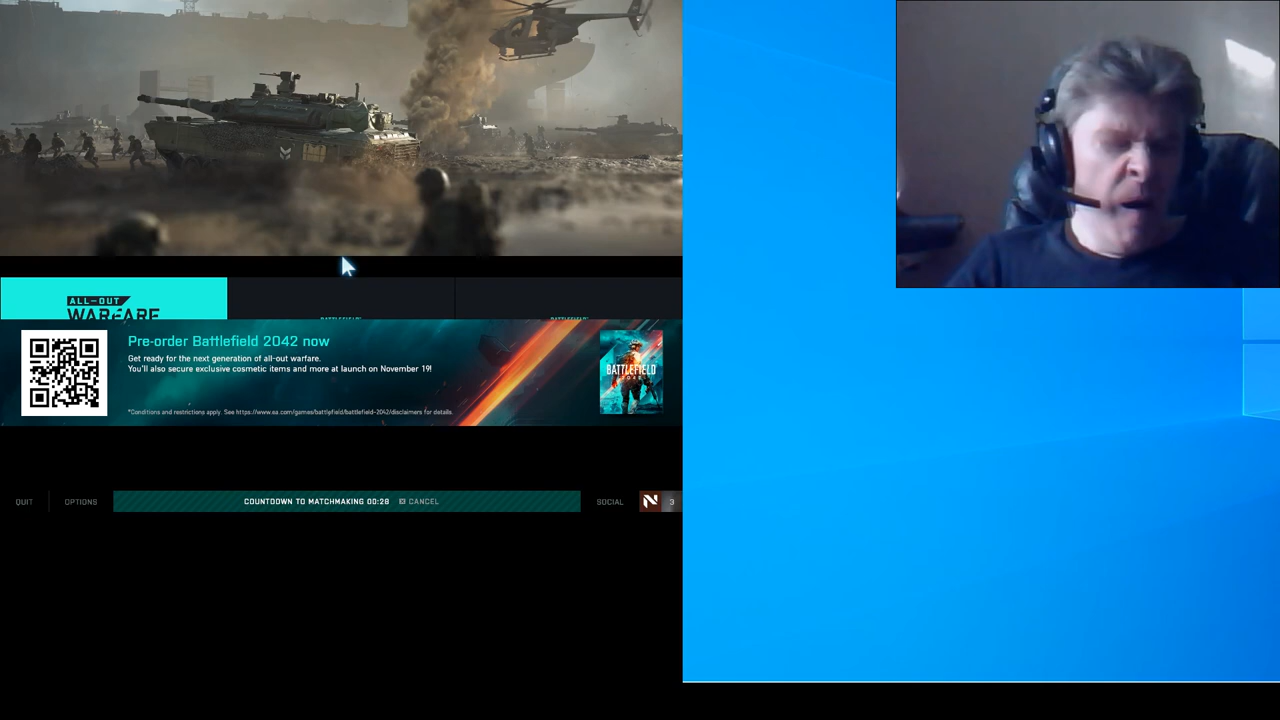 ALL-OUT
WARFARE
Pre-order Battlefield 2042 now
Get ready for the next generation of all-out warfare.
You'll also secure exclusive cosmetic items and more at launch on November 19!
*Conditions and restrictions apply. See https://www.ea.com/games/battlefield/battlefield-2042/disclaimers for details.
BATTLEFIELD
2042
QUIT
OPTIONS
COUNTDOWN TO MATCHMAKING 00:28
CANCEL
SOCIAL
3